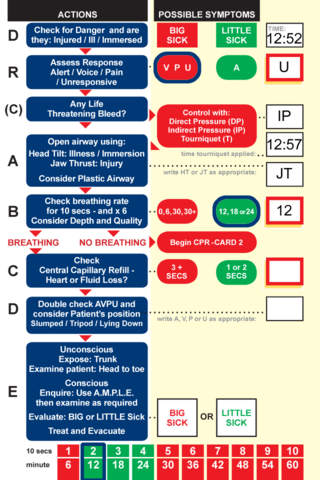 ACTIONS
POSSIBLE SYMPTOMS
D
Check for Danger and are
they: Injured / Ill / Immersed
BIG
SICK
LITTLE
SICK
TIME:
12:52
R
Assess Response
Alert / Voice / Pain
/ Unresponsive
V P U
A
U
(C)
Any Life
Threatening Bleed?
Control with:
Direct Pressure (DP)
Indirect Pressure (IP)
Tourniquet (T)
IP
time tourniquet applied:
12:57
A
Open airway using:
Head Tilt: Illness / Immersion
Jaw Thrust: Injury
Consider Plastic Airway
write HT or JT as appropriate:
JT
B
Check breathing rate
for 10 secs - and x 6
Consider Depth and Quality
0,6,30,30+
12,18 or 24
12
BREATHING
NO BREATHING
Begin CPR -CARD 2
C
Check
Central Capillary Refill -
Heart or Fluid Loss?
3 +
SECS
1 or 2
SECS
D
Double check AVPU and
consider Patient's position
Slumped / Tripod / Lying Down
write A, V, P or U as appropriate:
E
Unconscious
Expose: Trunk
Examine patient: Head to toe
Conscious
Enquire: Use A.M.P.L.E.
then examine as required
Evaluate: BIG or LITTLE Sick
Treat and Evacuate
BIG
SICK
OR
LITTLE
SICK
10 secs 1 2 3 4 5 6 7 8 9 10
minute 6 12 18 24 30 36 42 48 54 60